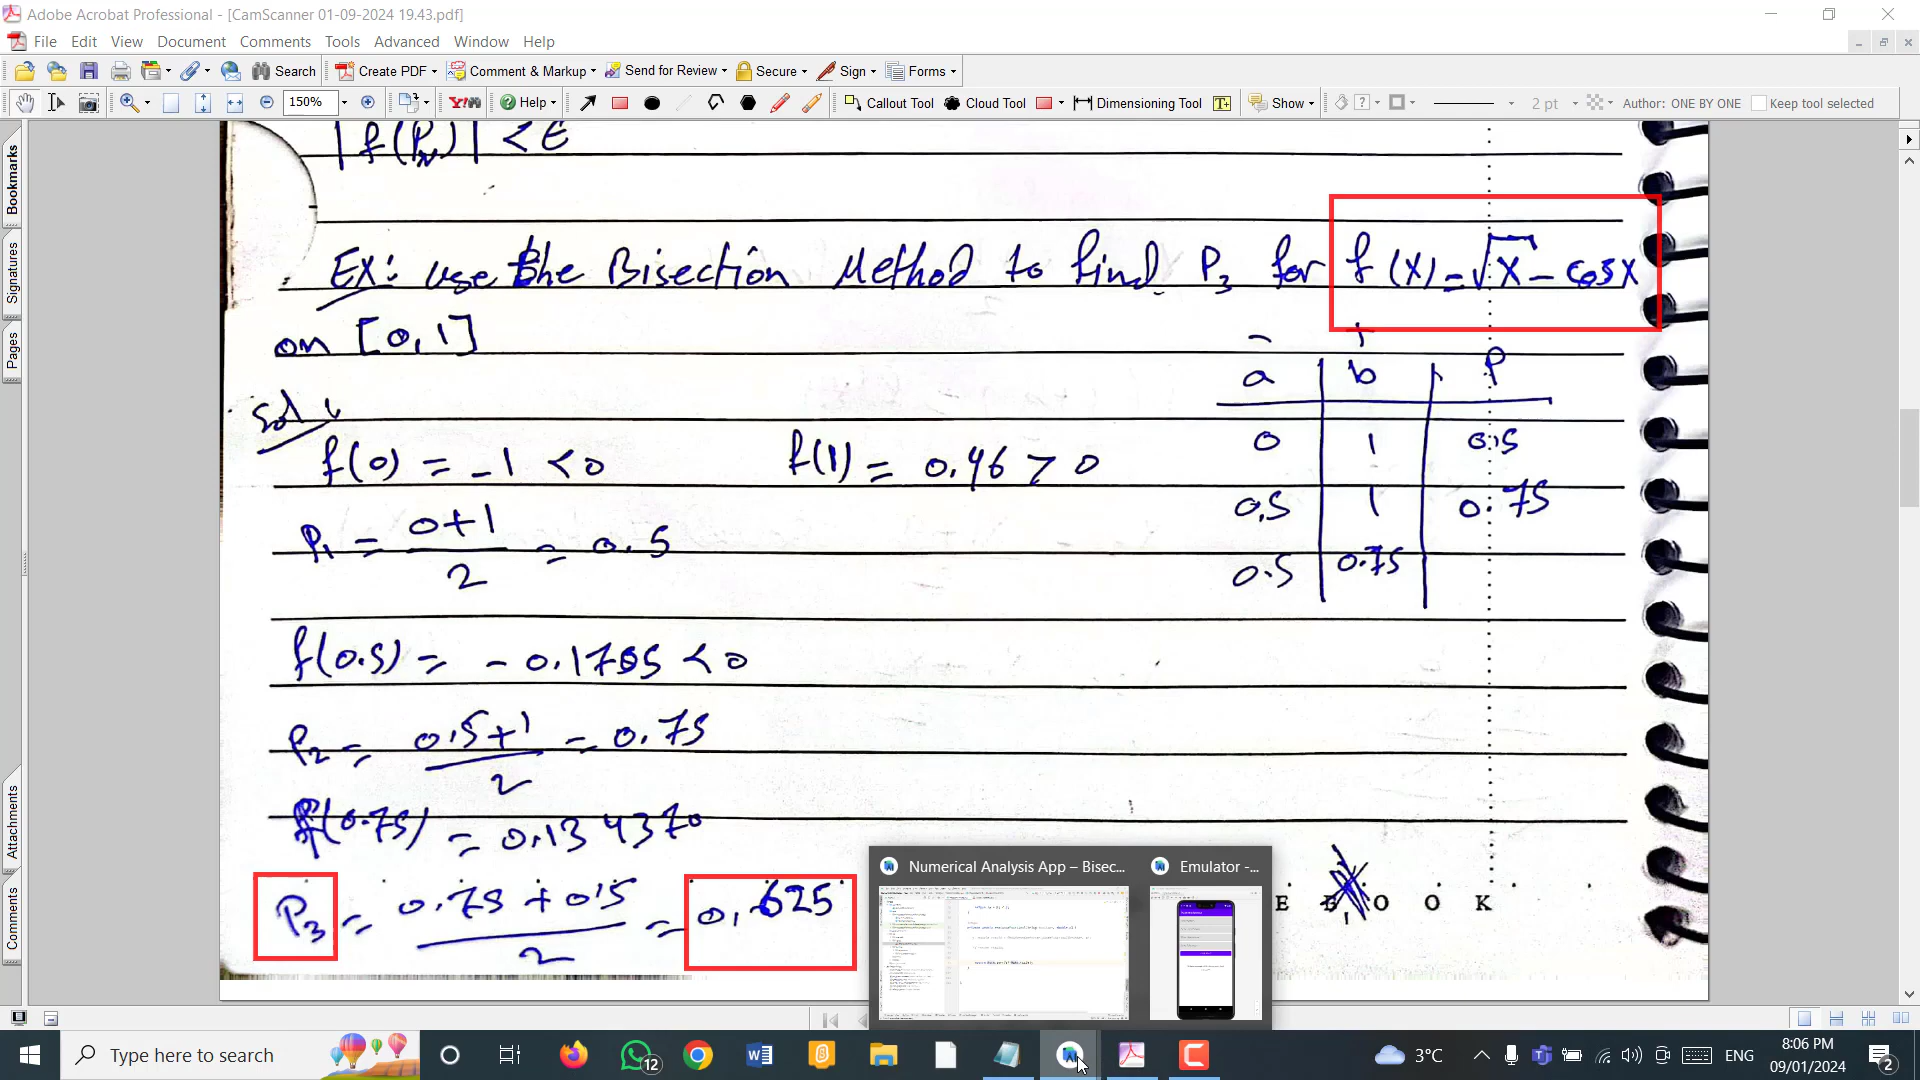 Adobe Acrobat Professional - [CamScanner 01-09-2024 19.43.pdf]
File Edit View Document Comments Tools Advanced Window Help
Search Create PDF Comment & Markup Send for Review Secure Sign Forms
150% Y! Help Callout Tool Cloud Tool Dimensioning Tool Show 2 pt Author: ONE BY ONE Keep tool selected
Bookmarks
Signatures
Pages
Attachments
Comments
|f(P_N)| < E
EX: use the Bisection Method to find P₃ for f(X) = √X - cosX
on [0,1]
- +
a b P
0 1 0.5
0.5 1 0.75
0.5 0.75
sol
f(0) = -1 < 0 f(1) = 0.46 > 0
P₁ = 0+1 / 2 = 0.5
f(0.5) = - 0.1705 < 0
P₂ = 0.5+1 / 2 = 0.75
f(0.75) = 0.13 4370
P₃ = 0.75 + 0.5 / 2 = 0.625
E B O O K
Numerical Analysis App – Bisec... Emulator -...
Type here to search
12
3°C
ENG
8:06 PM
09/01/2024
2